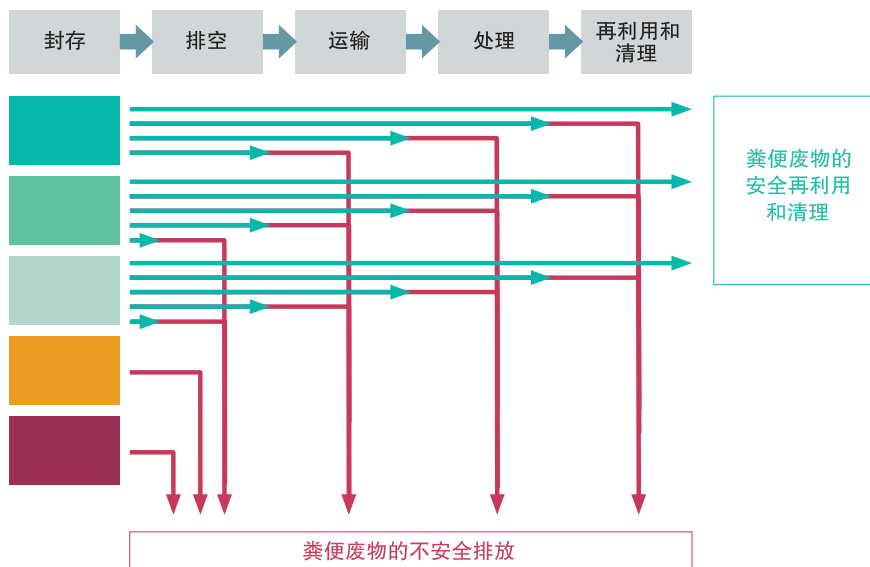 封存
排空
运输
处理
再利用和
清理
粪便废物的
安全再利用
和清理
粪便废物的不安全排放